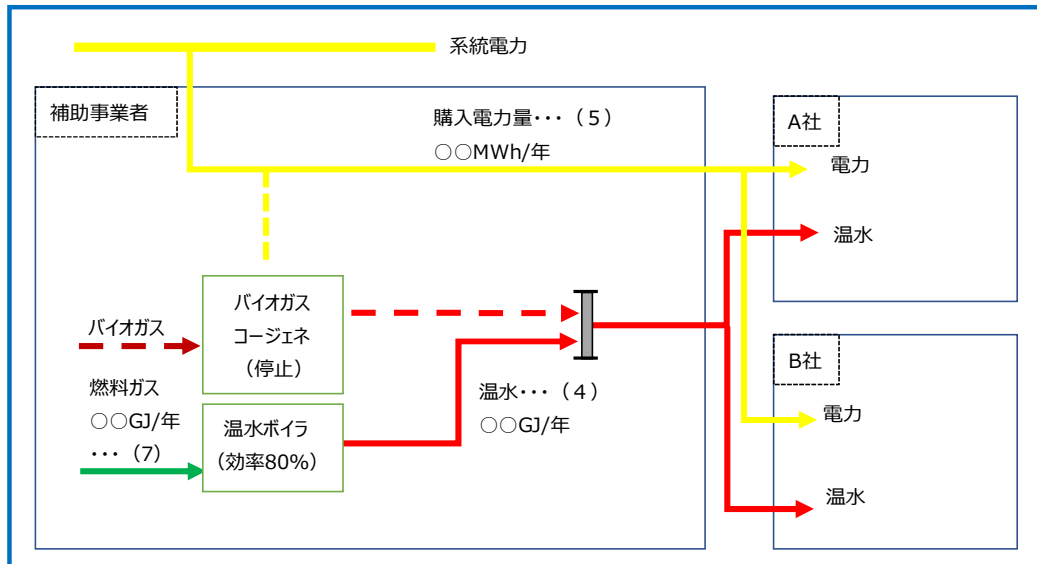 系統電力
補助事業者
購入電力量・・・（５）
○○MWh/年
A社
電力
温水
バイオガス
コージェネ
（停止）
バイオガス
燃料ガス
○○GJ/年
・・・（7）
温水ボイラ
（効率80%）
温水・・・（４）
○○GJ/年
B社
電力
温水